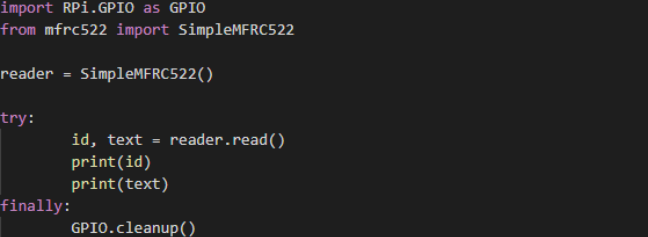 import RPi.GPIO as GPIO
from mfrc522 import SimpleMFRC522

reader = SimpleMFRC522()

try:
        id, text = reader.read()
        print(id)
        print(text)
finally:
        GPIO.cleanup()